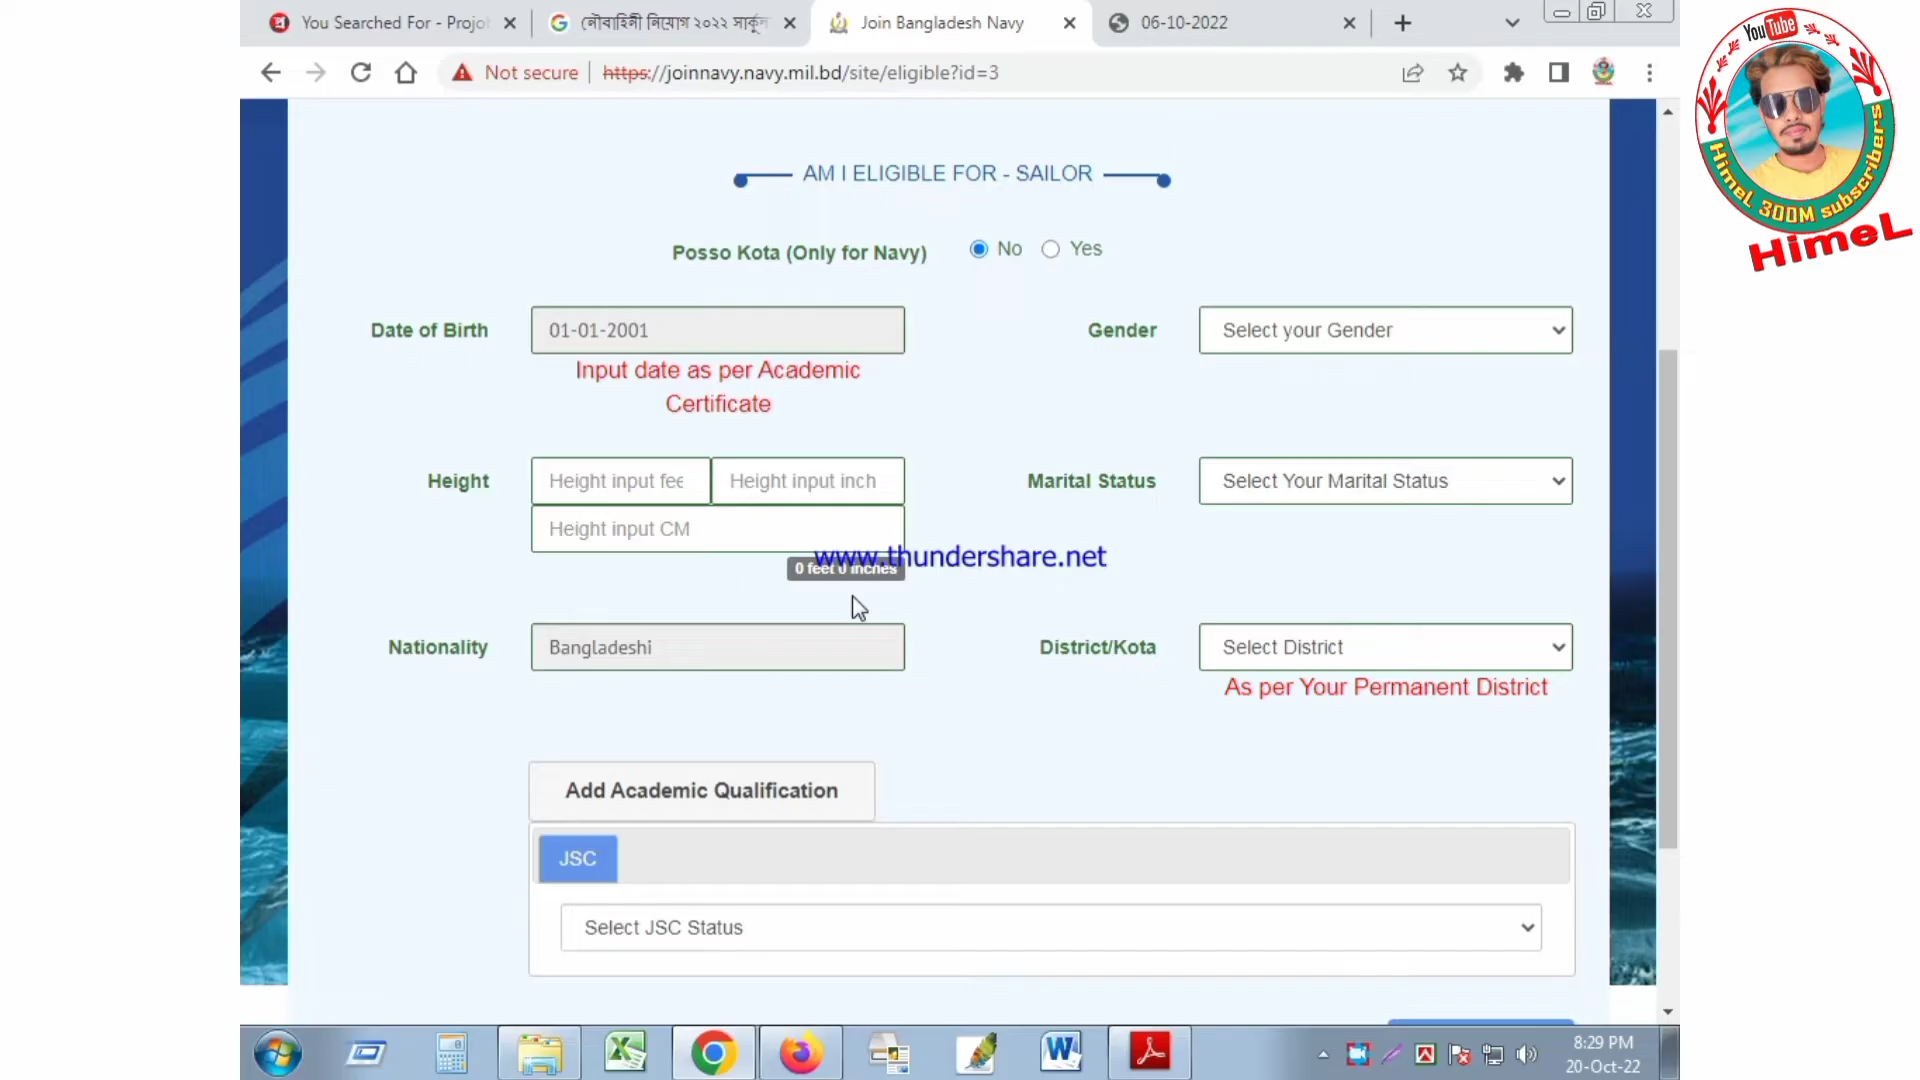 You Searched For - Projo
নৌবাহিনী নিয়োগ ২০২২ সার্কুল
Join Bangladesh Navy
06-10-2022
Not secure
https://joinnavy.navy.mil.bd/site/eligible?id=3
AM I ELIGIBLE FOR - SAILOR
Posso Kota (Only for Navy)
No
Yes
Date of Birth
01-01-2001
Gender
Select your Gender
Input date as per Academic
Certificate
Height
Height input fee
Height input inch
Marital Status
Select Your Marital Status
Height input CM
www.thundershare.net
0 feet 0 inches
Nationality
Bangladeshi
District/Kota
Select District
As per Your Permanent District
Add Academic Qualification
JSC
Select JSC Status
8:29 PM
20-Oct-22
YouTube
HimeL 300M subscribers
HimeL